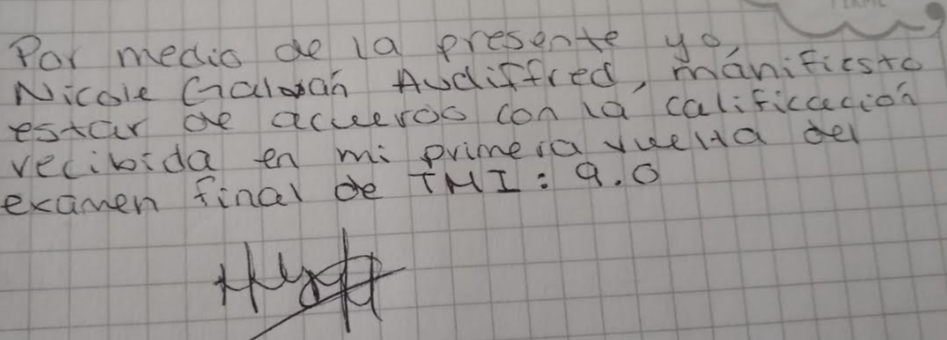 Por medio de la presente yo,
Nicole Galván Audiffred, manifiesto
estar de acuerdo con la calificación
recibida en mi primera vuelta del
examen final de TMI: 9.0